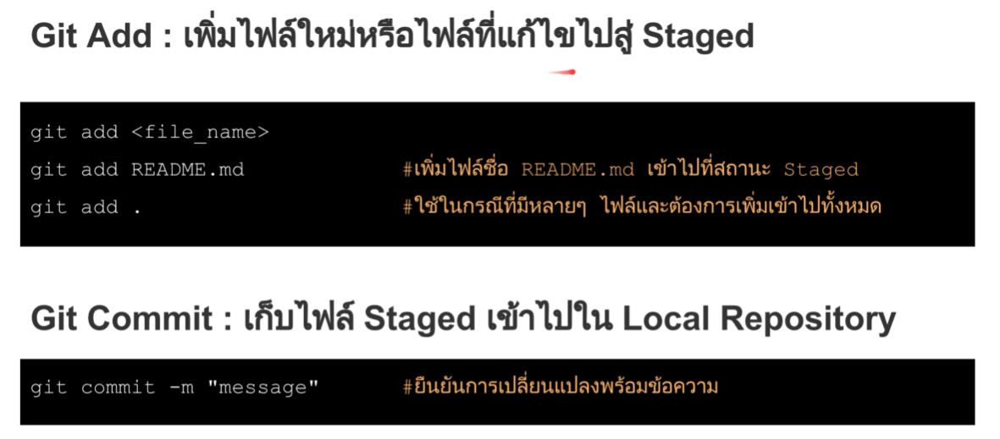 Git Add : เพิ่มไฟล์ใหม่หรือไฟล์ที่แก้ไขไปสู่ Staged
git add <file_name>
git add README.md #เพิ่มไฟล์ชื่อ README.md เข้าไปที่สถานะ Staged
git add . #ใช้ในกรณีที่มีหลายๆ ไฟล์และต้องการเพิ่มเข้าไปทั้งหมด
Git Commit : เก็บไฟล์ Staged เข้าไปใน Local Repository
git commit -m "message" #ยืนยันการเปลี่ยนแปลงพร้อมข้อความ